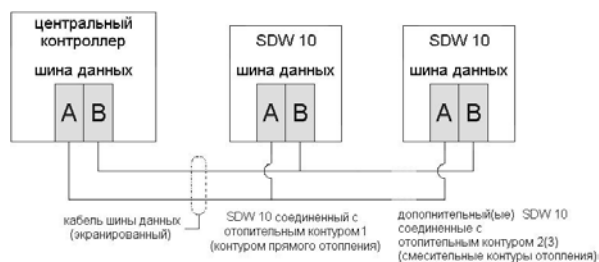 центральный
контроллер
шина данных
A B
SDW 10
шина данных
A B
SDW 10
шина данных
A B
кабель шины данных
(экранированный)
SDW 10 соединенный с
отопительным контуром 1
(контуром прямого отопления)
дополнительный(ые) SDW 10
соединенные с
отопительным контуром 2(3)
(смесительные контуры отопления)